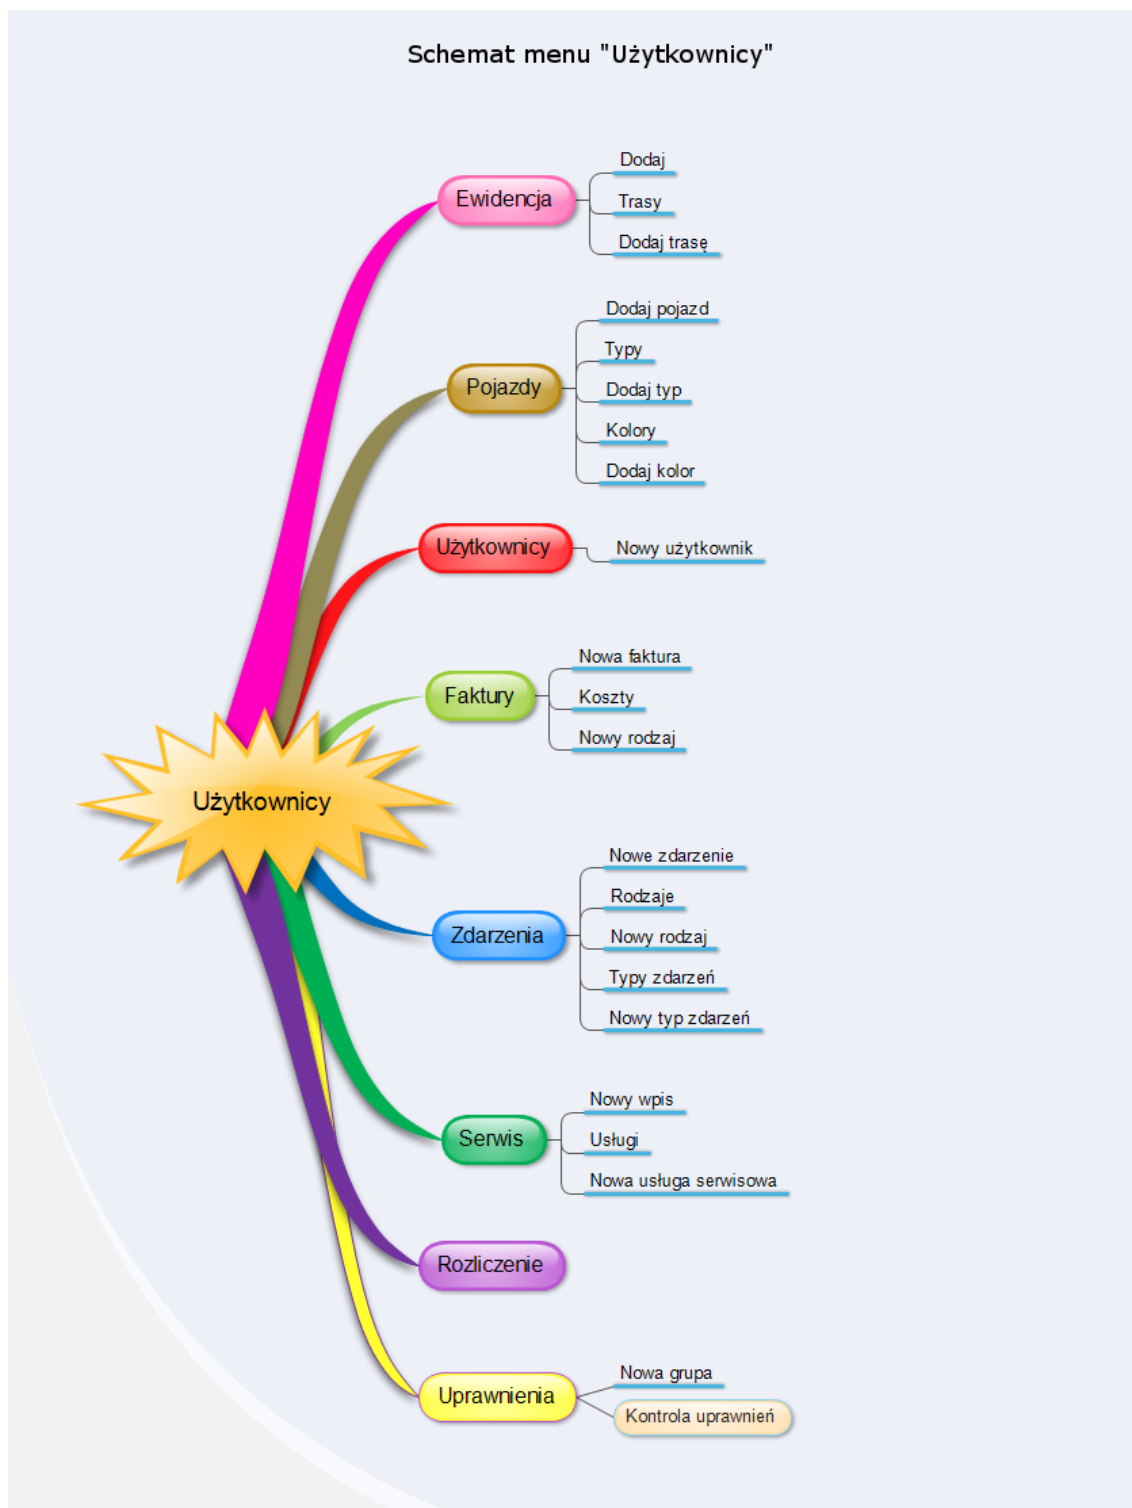 Schemat menu "Użytkownicy"
Ewidencja
Dodaj
Trasy
Dodaj trasę
Pojazdy
Dodaj pojazd
Typy
Dodaj typ
Kolory
Dodaj kolor
Użytkownicy
Nowy użytkownik
Faktury
Nowa faktura
Koszty
Nowy rodzaj
Użytkownicy
Zdarzenia
Nowe zdarzenie
Rodzaje
Nowy rodzaj
Typy zdarzeń
Nowy typ zdarzeń
Serwis
Nowy wpis
Usługi
Nowa usługa serwisowa
Rozliczenie
Uprawnienia
Nowa grupa
Kontrola uprawnień